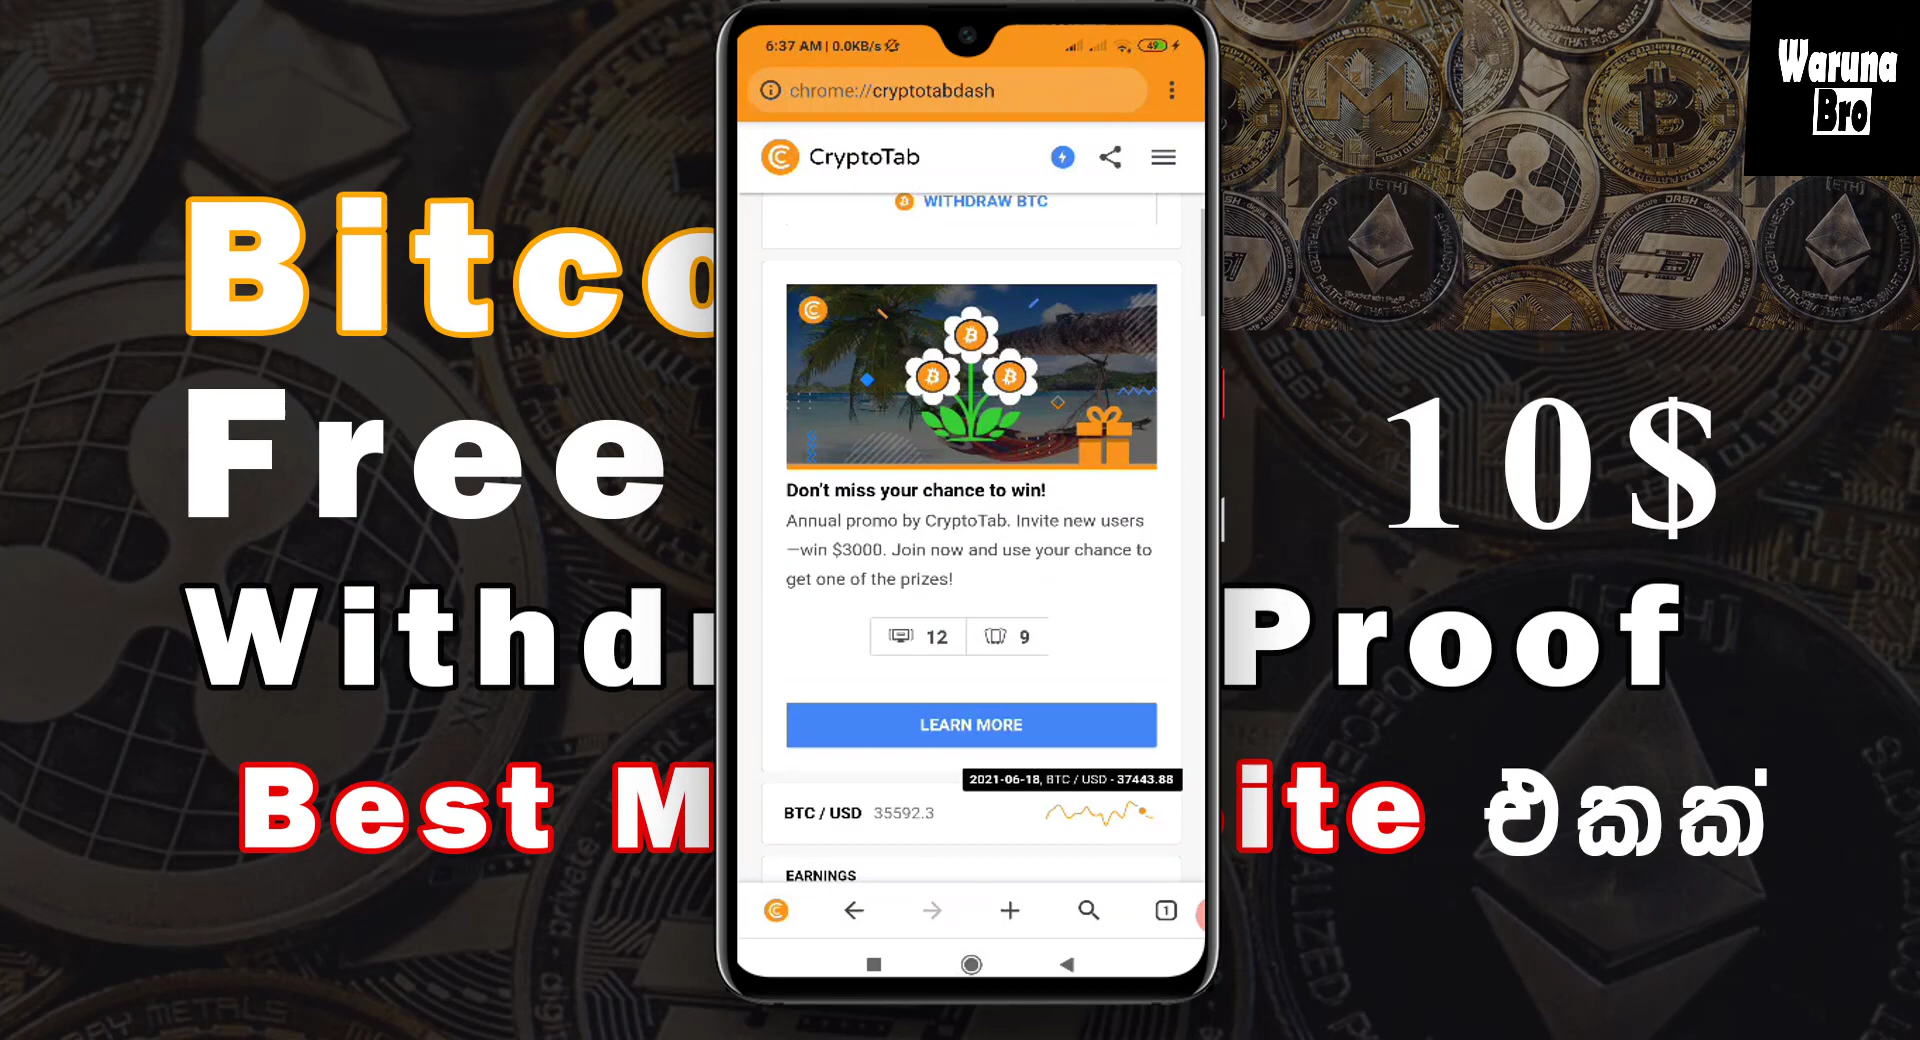 Waruna
Bro
Bitco
Free 10$
Withdr Proof
Best M ite එකක්
6:37 AM | 0.0KB/s
49
chrome://cryptotabdash
CryptoTab
WITHDRAW BTC
Don't miss your chance to win!
Annual promo by CryptoTab. Invite new users
—win $3000. Join now and use your chance to
get one of the prizes!
12 9
LEARN MORE
2021-06-18, BTC / USD - 37443.88
BTC / USD 35592.3
EARNINGS
1